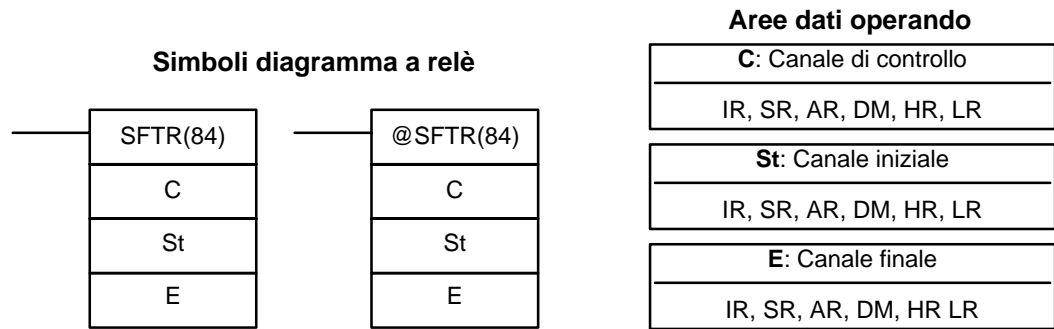 Simboli diagramma a relè
SFTR(84)
C
St
E
@SFTR(84)
C
St
E
Aree dati operando
C: Canale di controllo
IR, SR, AR, DM, HR, LR
St: Canale iniziale
IR, SR, AR, DM, HR, LR
E: Canale finale
IR, SR, AR, DM, HR LR